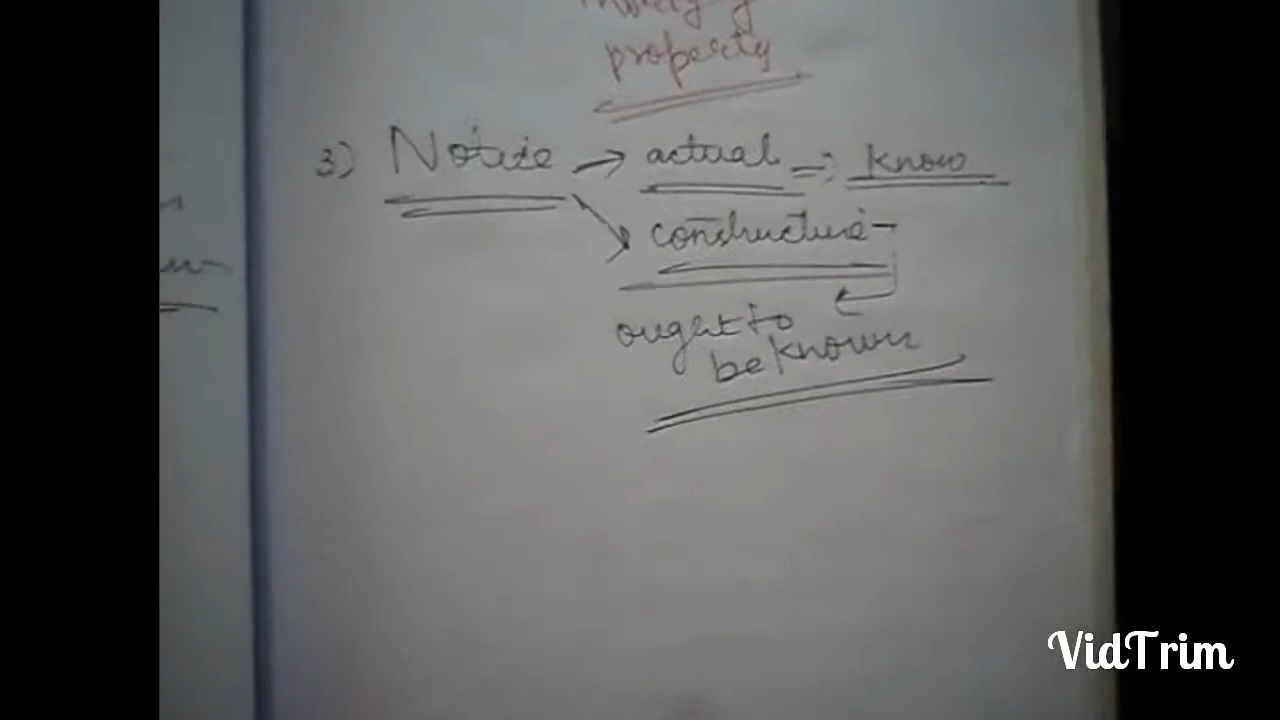 property
3) Notice → actual => know
constructive
ought to
be known
VidTrim